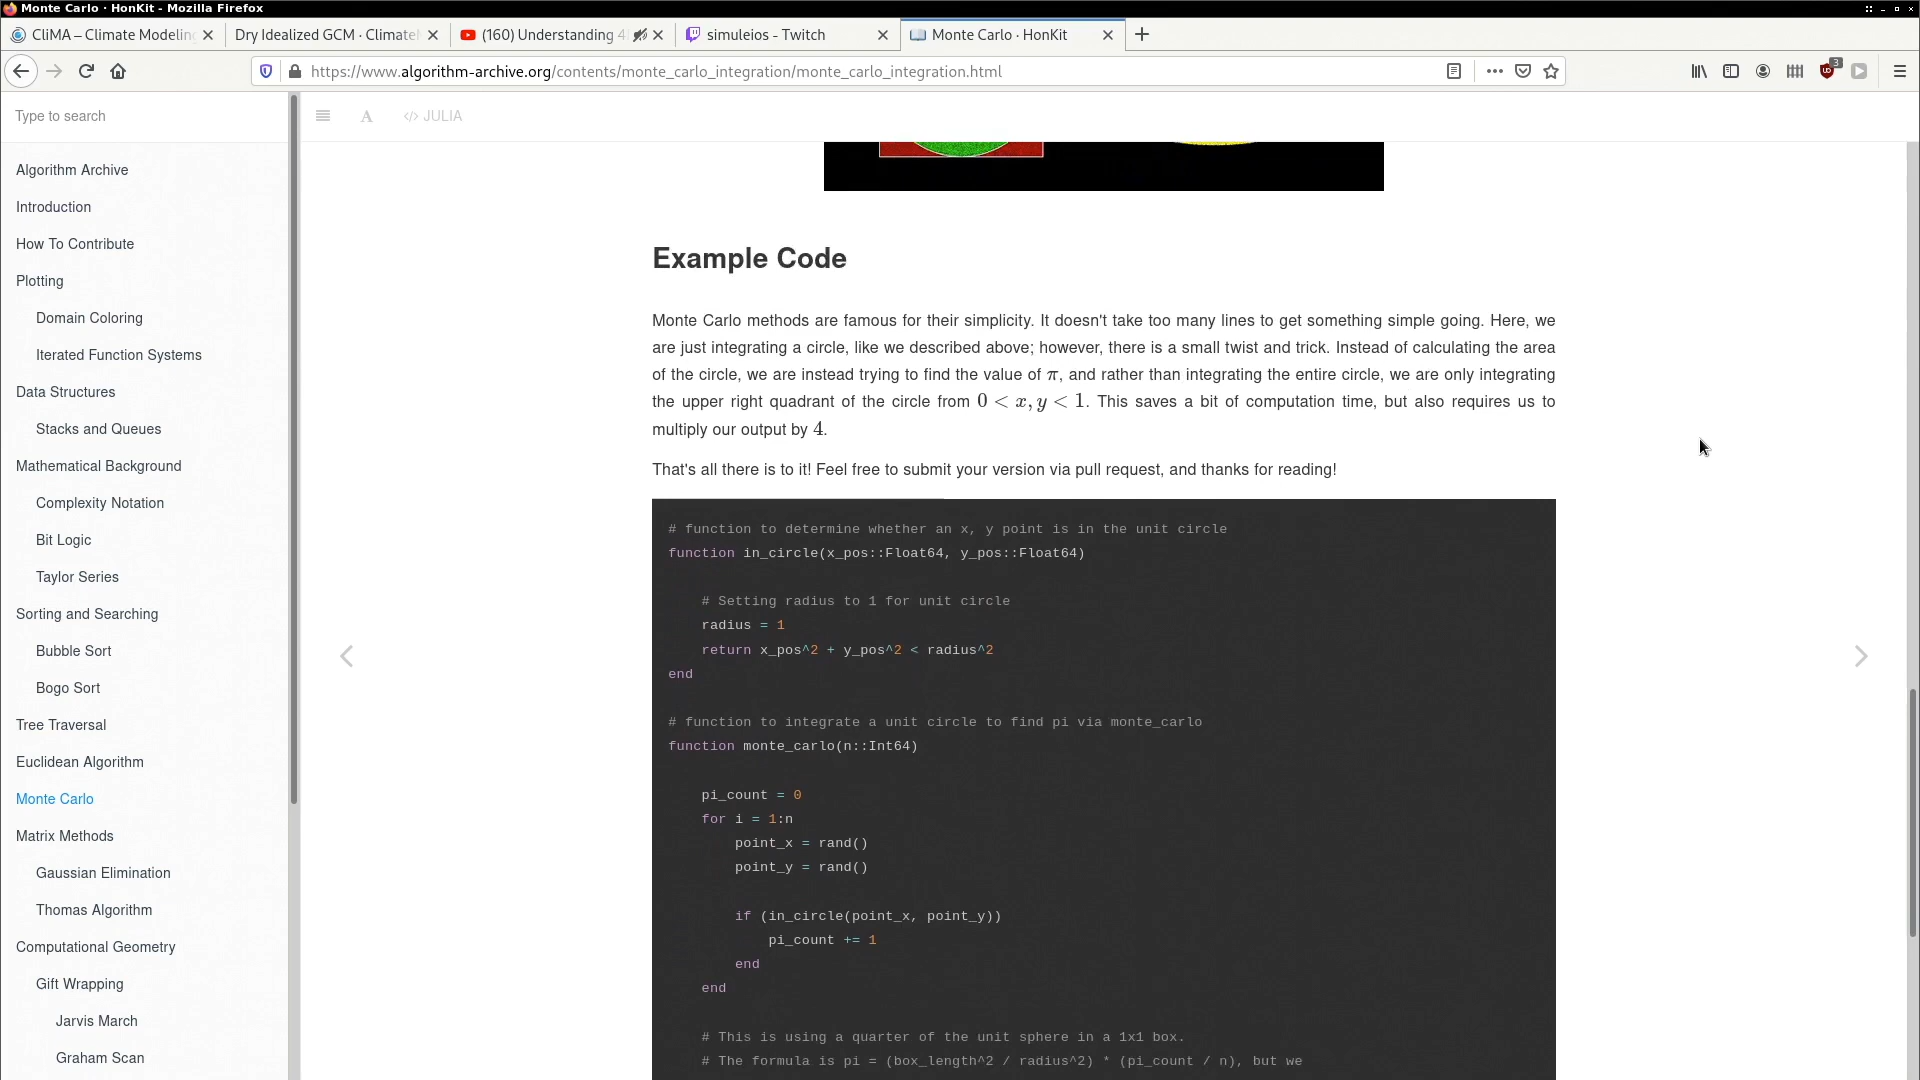 Monte Carlo · HonKit - Mozilla Firefox
CliMA – Climate Modeling
Dry Idealized GCM · Climate
(160) Understanding 4
simuleios - Twitch
Monte Carlo · HonKit
https://www.algorithm-archive.org/contents/monte_carlo_integration/monte_carlo_integration.html
3
Type to search
A
</> JULIA
Algorithm Archive
Introduction
How To Contribute
Plotting
Domain Coloring
Iterated Function Systems
Data Structures
Stacks and Queues
Mathematical Background
Complexity Notation
Bit Logic
Taylor Series
Sorting and Searching
Bubble Sort
Bogo Sort
Tree Traversal
Euclidean Algorithm
Monte Carlo
Matrix Methods
Gaussian Elimination
Thomas Algorithm
Computational Geometry
Gift Wrapping
Jarvis March
Graham Scan
Example Code
Monte Carlo methods are famous for their simplicity. It doesn't take too many lines to get something simple going. Here, we
are just integrating a circle, like we described above; however, there is a small twist and trick. Instead of calculating the area
of the circle, we are instead trying to find the value of π, and rather than integrating the entire circle, we are only integrating
the upper right quadrant of the circle from 0 < x, y < 1. This saves a bit of computation time, but also requires us to
multiply our output by 4.
That's all there is to it! Feel free to submit your version via pull request, and thanks for reading!
# function to determine whether an x, y point is in the unit circle
function in_circle(x_pos::Float64, y_pos::Float64)
# Setting radius to 1 for unit circle
radius = 1
return x_pos^2 + y_pos^2 < radius^2
end
# function to integrate a unit circle to find pi via monte_carlo
function monte_carlo(n::Int64)
pi_count = 0
for i = 1:n
point_x = rand()
point_y = rand()
if (in_circle(point_x, point_y))
pi_count += 1
end
end
# This is using a quarter of the unit sphere in a 1x1 box.
# The formula is pi = (box_length^2 / radius^2) * (pi_count / n), but we